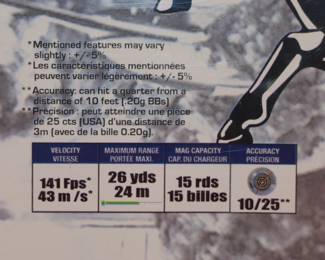 *Mentioned features may vary
slightly : +/- 5%
*Les caractéristiques mentionnées
peuvent varier légèrement : +/- 5%
**Accuracy: can hit a quarter from a
distance of 10 feet (.20g BBs)
**Précision : peut atteindre une pièce
de 25 cts (USA) d'une distance de
3m (avec de la bille 0.20g).
VELOCITY
VITESSE
141 Fps*
43 m/s*
MAXIMUM RANGE
PORTÉE MAXI.
26 yds
24 m
MAG CAPACITY
CAP. DU CHARGEUR
15 rds
15 billes
ACCURACY
PRÉCISION
10/25**